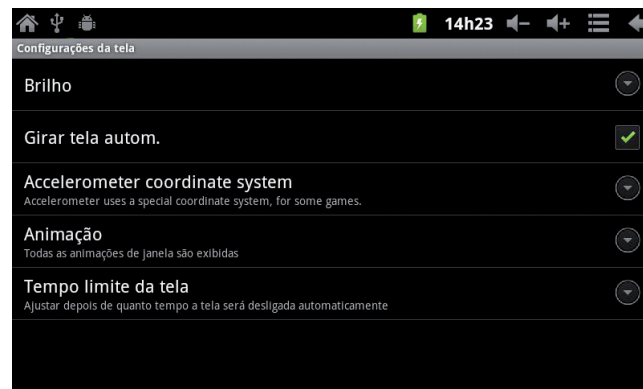 14h23
Configurações da tela
Brilho
Girar tela autom.
Accelerometer coordinate system
Accelerometer uses a special coordinate system, for some games.
Animação
Todas as animações de janela são exibidas
Tempo limite da tela
Ajustar depois de quanto tempo a tela será desligada automaticamente